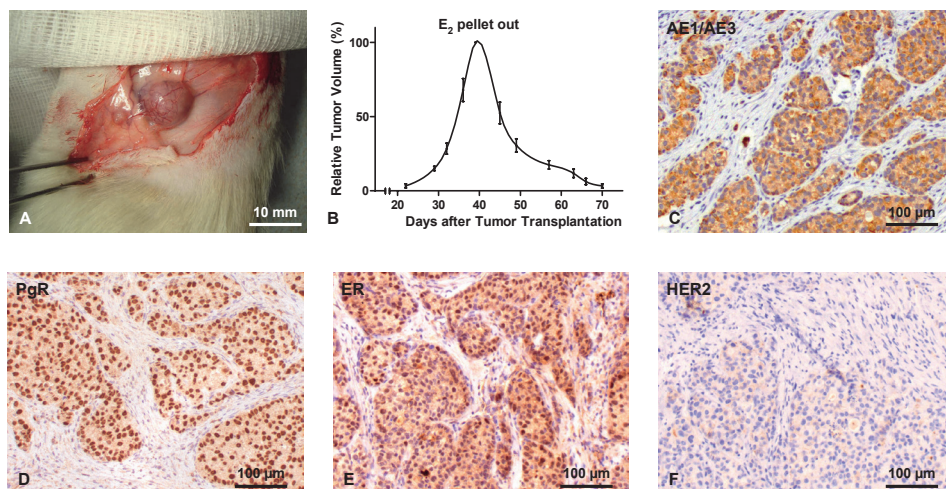 A
10 mm
E₂ pellet out
Relative Tumor Volume (%)
100
50
0
20 30 40 50 60 70
Days after Tumor Transplantation
B
AE1/AE3
C
100 µm
PgR
D
100 µm
ER
E
100 µm
HER2
F
100 µm